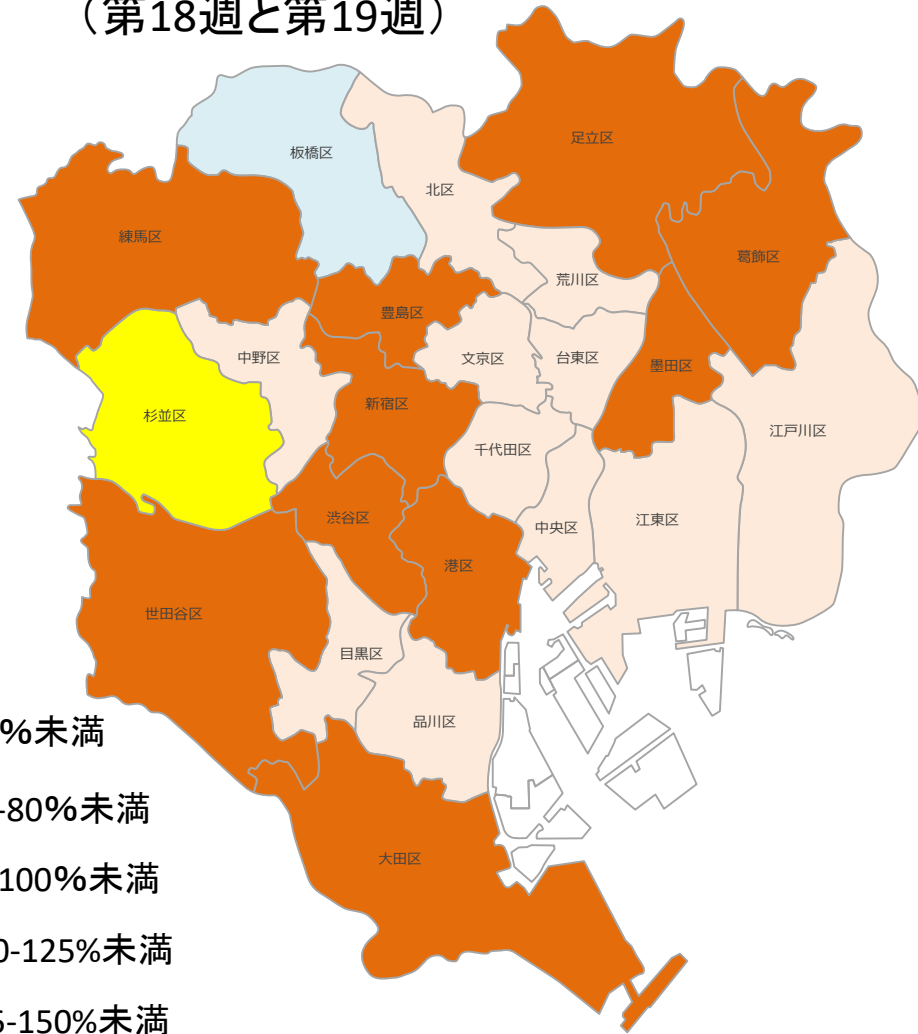 （第18週と第19週）
足立区
板橋区
北区
練馬区
葛飾区
荒川区
豊島区
文京区
台東区
中野区
墨田区
新宿区
杉並区
江戸川区
千代田区
渋谷区
中央区
江東区
港区
世田谷区
目黒区
品川区
%未満
-80%未満
100%未満
0-125%未満
大田区
5-150%未満